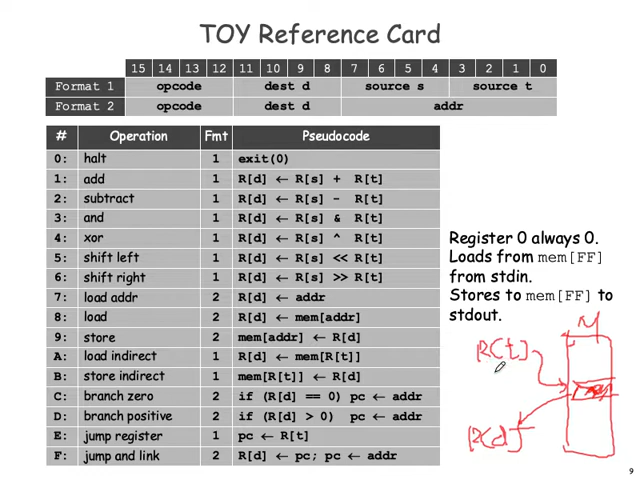 TOY Reference Card
15 14 13 12 11 10 9 8 7 6 5 4 3 2 1 0
Format 1 opcode dest d source s source t
Format 2 opcode dest d addr
# Operation Fmt Pseudocode
0: halt 1 exit(0)
1: add 1 R[d] ← R[s] + R[t]
2: subtract 1 R[d] ← R[s] - R[t]
3: and 1 R[d] ← R[s] & R[t]
4: xor 1 R[d] ← R[s] ^ R[t]
5: shift left 1 R[d] ← R[s] << R[t]
6: shift right 1 R[d] ← R[s] >> R[t]
7: load addr 2 R[d] ← addr
8: load 2 R[d] ← mem[addr]
9: store 2 mem[addr] ← R[d]
A: load indirect 1 R[d] ← mem[R[t]]
B: store indirect 1 mem[R[t]] ← R[d]
C: branch zero 2 if (R[d] == 0) pc ← addr
D: branch positive 2 if (R[d] > 0) pc ← addr
E: jump register 1 pc ← R[t]
F: jump and link 2 R[d] ← pc; pc ← addr
Register 0 always 0.
Loads from mem[FF]
from stdin.
Stores to mem[FF] to
stdout.
M
R[t]
R[d]
9